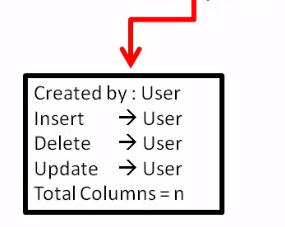 Created by : User
Insert → User
Delete → User
Update → User
Total Columns = n